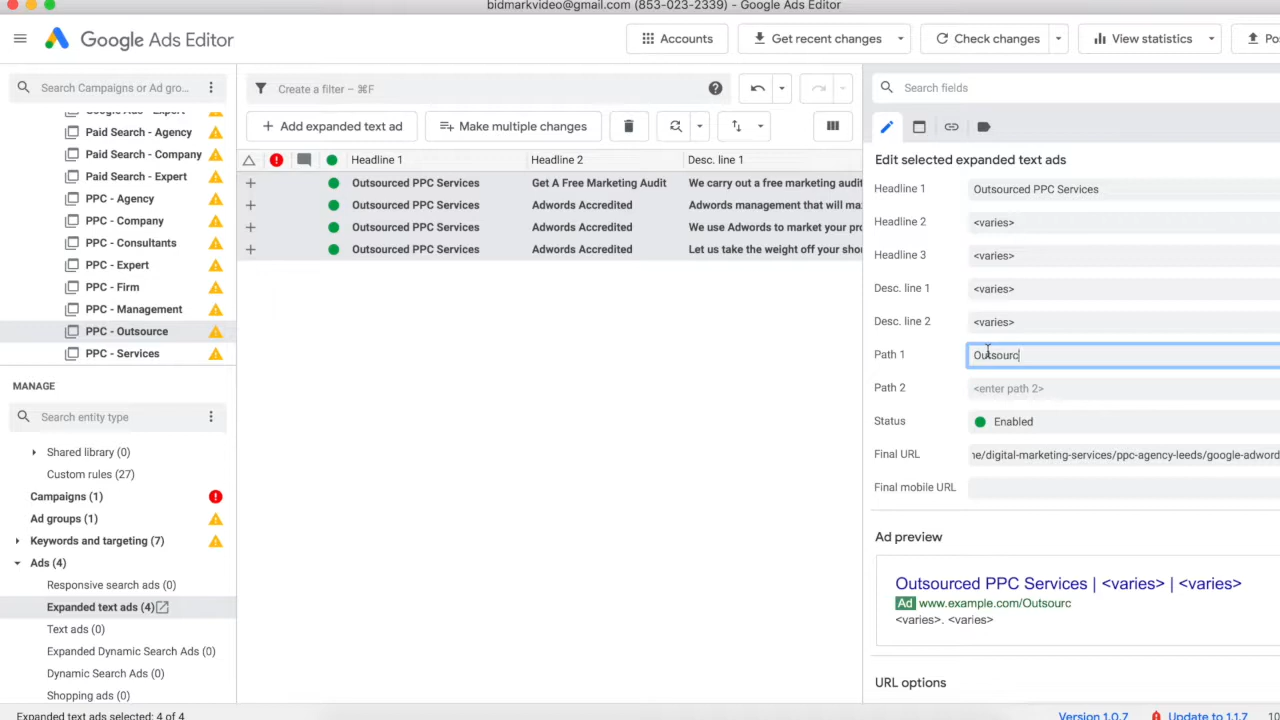 bidmarkvideo@gmail.com (853-023-2339) - Google Ads Editor
Google Ads Editor
Accounts
Get recent changes
Check changes
View statistics
Search Campaigns or Ad gro...
Create a filter – ⌘F
Search fields
Paid Search - Agency
Paid Search - Company
Paid Search - Expert
PPC - Agency
PPC - Company
PPC - Consultants
PPC - Expert
PPC - Firm
PPC - Management
PPC - Outsource
PPC - Services
MANAGE
Search entity type
Shared library (0)
Custom rules (27)
Campaigns (1)
Ad groups (1)
Keywords and targeting (7)
Ads (4)
Responsive search ads (0)
Expanded text ads (4)
Text ads (0)
Expanded Dynamic Search Ads (0)
Dynamic Search Ads (0)
Shopping ads (0)
Expanded text ads selected: 4 of 4
Add expanded text ad
Make multiple changes
Headline 1 Headline 2 Desc. line 1
Outsourced PPC Services Get A Free Marketing Audit We carry out a free marketing audit
Outsourced PPC Services Adwords Accredited Adwords management that will ma
Outsourced PPC Services Adwords Accredited We use Adwords to market your pro
Outsourced PPC Services Adwords Accredited Let us take the weight off your shou
Edit selected expanded text ads
Headline 1 Outsourced PPC Services
Headline 2 <varies>
Headline 3 <varies>
Desc. line 1 <varies>
Desc. line 2 <varies>
Path 1 Outsourc
Path 2 <enter path 2>
Status Enabled
Final URL ne/digital-marketing-services/ppc-agency-leeds/google-adword
Final mobile URL
Ad preview
Outsourced PPC Services | <varies> | <varies>
Ad www.example.com/Outsourc
<varies>. <varies>
URL options
Version 1.0.7 Update to 1.1.7